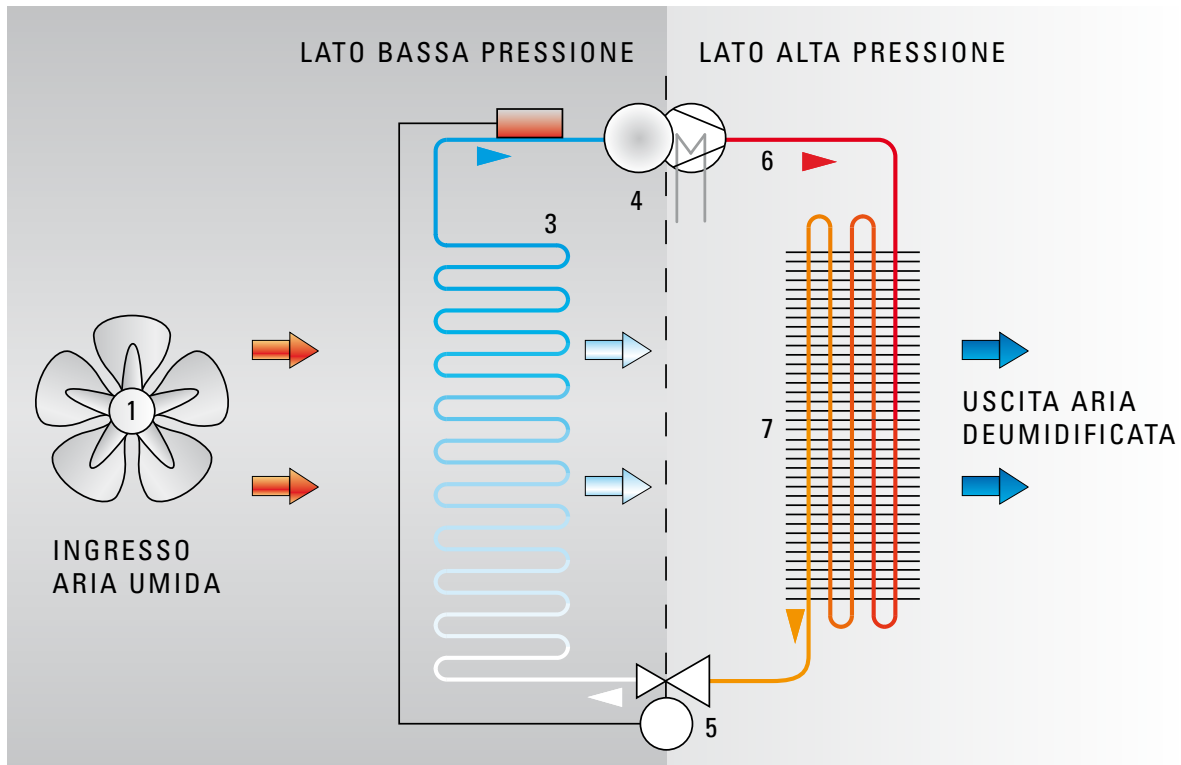 LATO BASSA PRESSIONE
LATO ALTA PRESSIONE
6
4
3
1
7
USCITA ARIA
DEUMIDIFICATA
INGRESSO
ARIA UMIDA
5